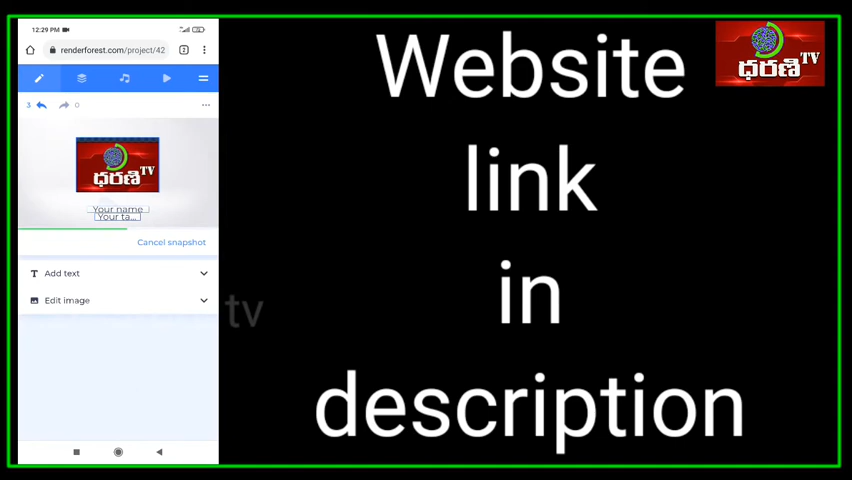 12:29 PM
renderforest.com/project/42
2
3
0
ధరణి TV
Your name
Your ta...
Cancel snapshot
T Add text
Edit image
tv
Website
link
in
description
ధరణి TV